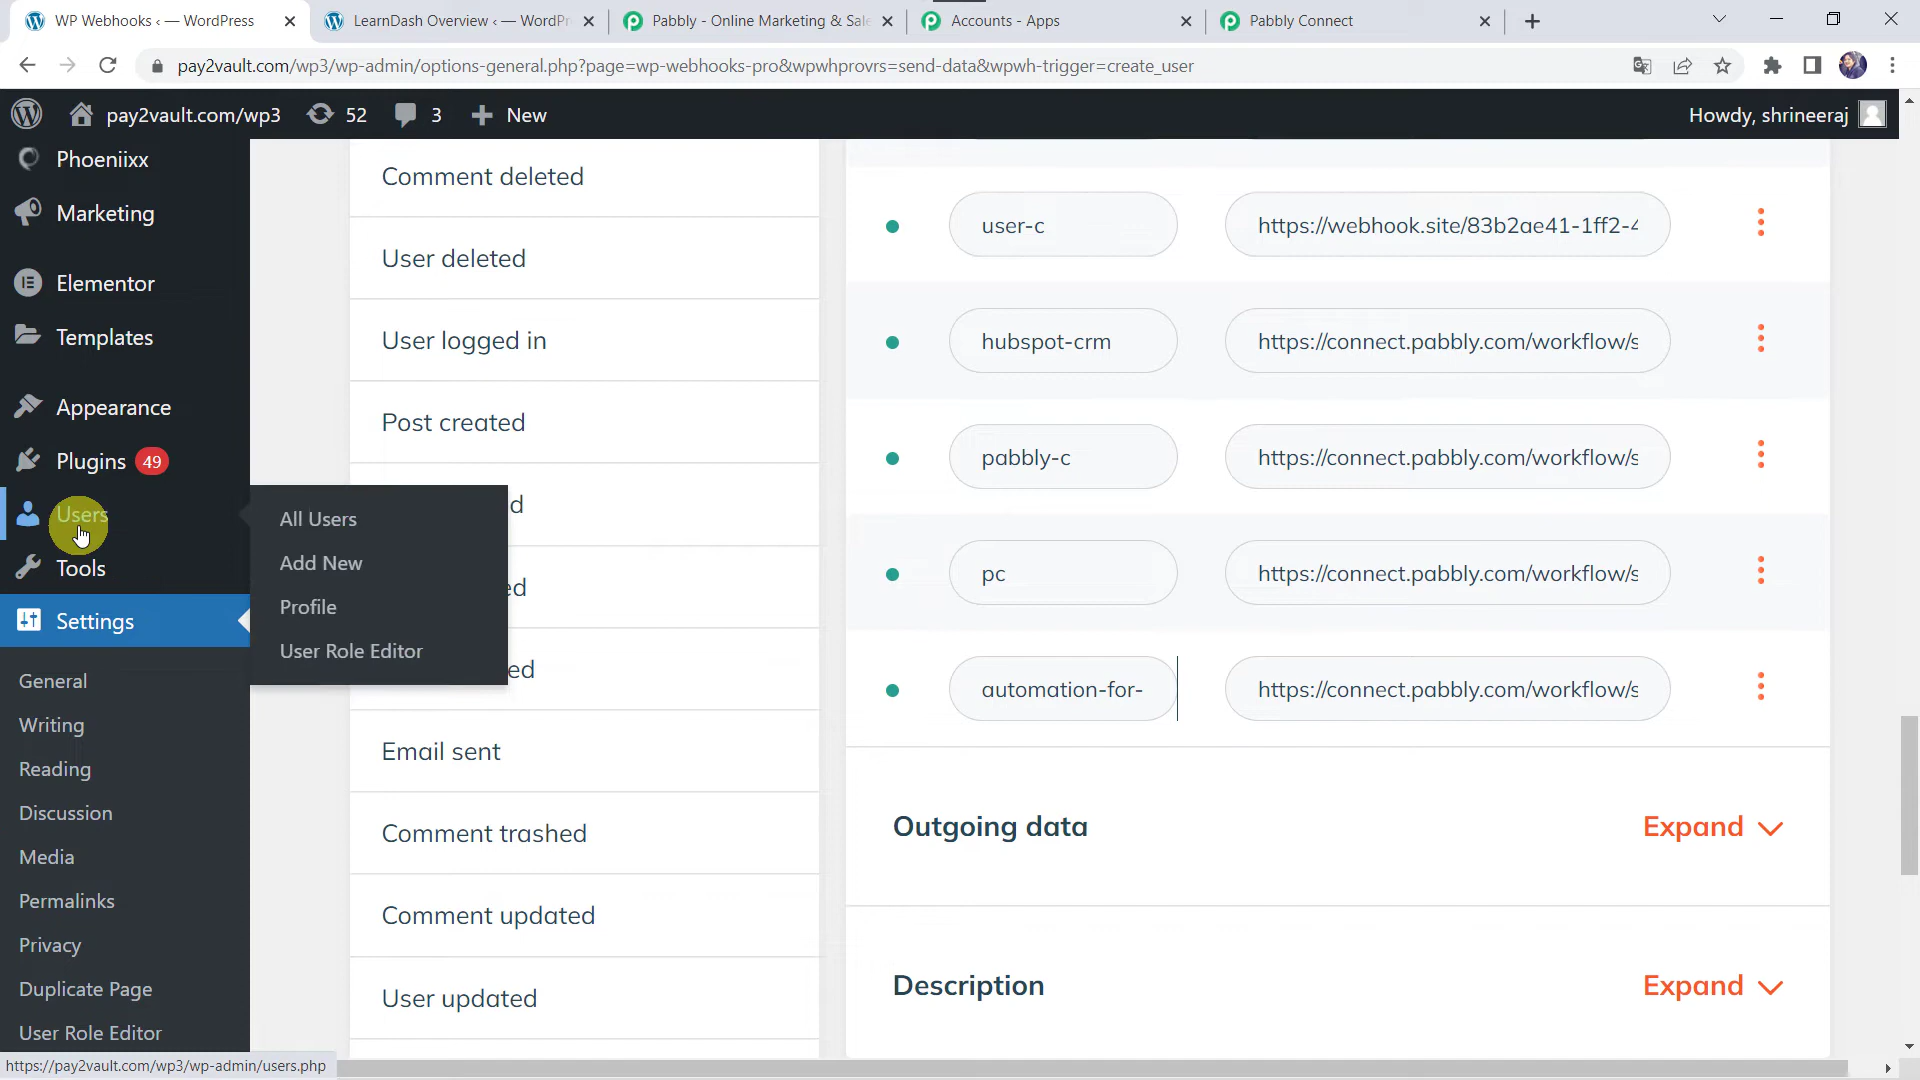 PP Webhooks ‹ — WordPress
LearnDash Overview ‹ — WordPr
Pabbly - Online Marketing & Sale
Accounts - Apps
Pabbly Connect
pay2vault.com/wp3/wp-admin/options-general.php?page=wp-webhooks-pro&wpwhprovrs=send-data&wpwh-trigger=create_user
pay2vault.com/wp3
52
3
New
Howdy, shrineeraj
Phoeniixx
Marketing
Elementor
Templates
Appearance
Plugins 49
Users
Tools
Settings
General
Writing
Reading
Discussion
Media
Permalinks
Privacy
Duplicate Page
User Role Editor
https://pay2vault.com/wp3/wp-admin/users.php
All Users
Add New
Profile
User Role Editor
Comment deleted
User deleted
User logged in
Post created
d
ed
ed
Email sent
Comment trashed
Comment updated
User updated
user-c
https://webhook.site/83b2ae41-1ff2-4
hubspot-crm
https://connect.pabbly.com/workflow/s
pabbly-c
https://connect.pabbly.com/workflow/s
pc
https://connect.pabbly.com/workflow/s
automation-for-
https://connect.pabbly.com/workflow/s
Outgoing data
Expand
Description
Expand